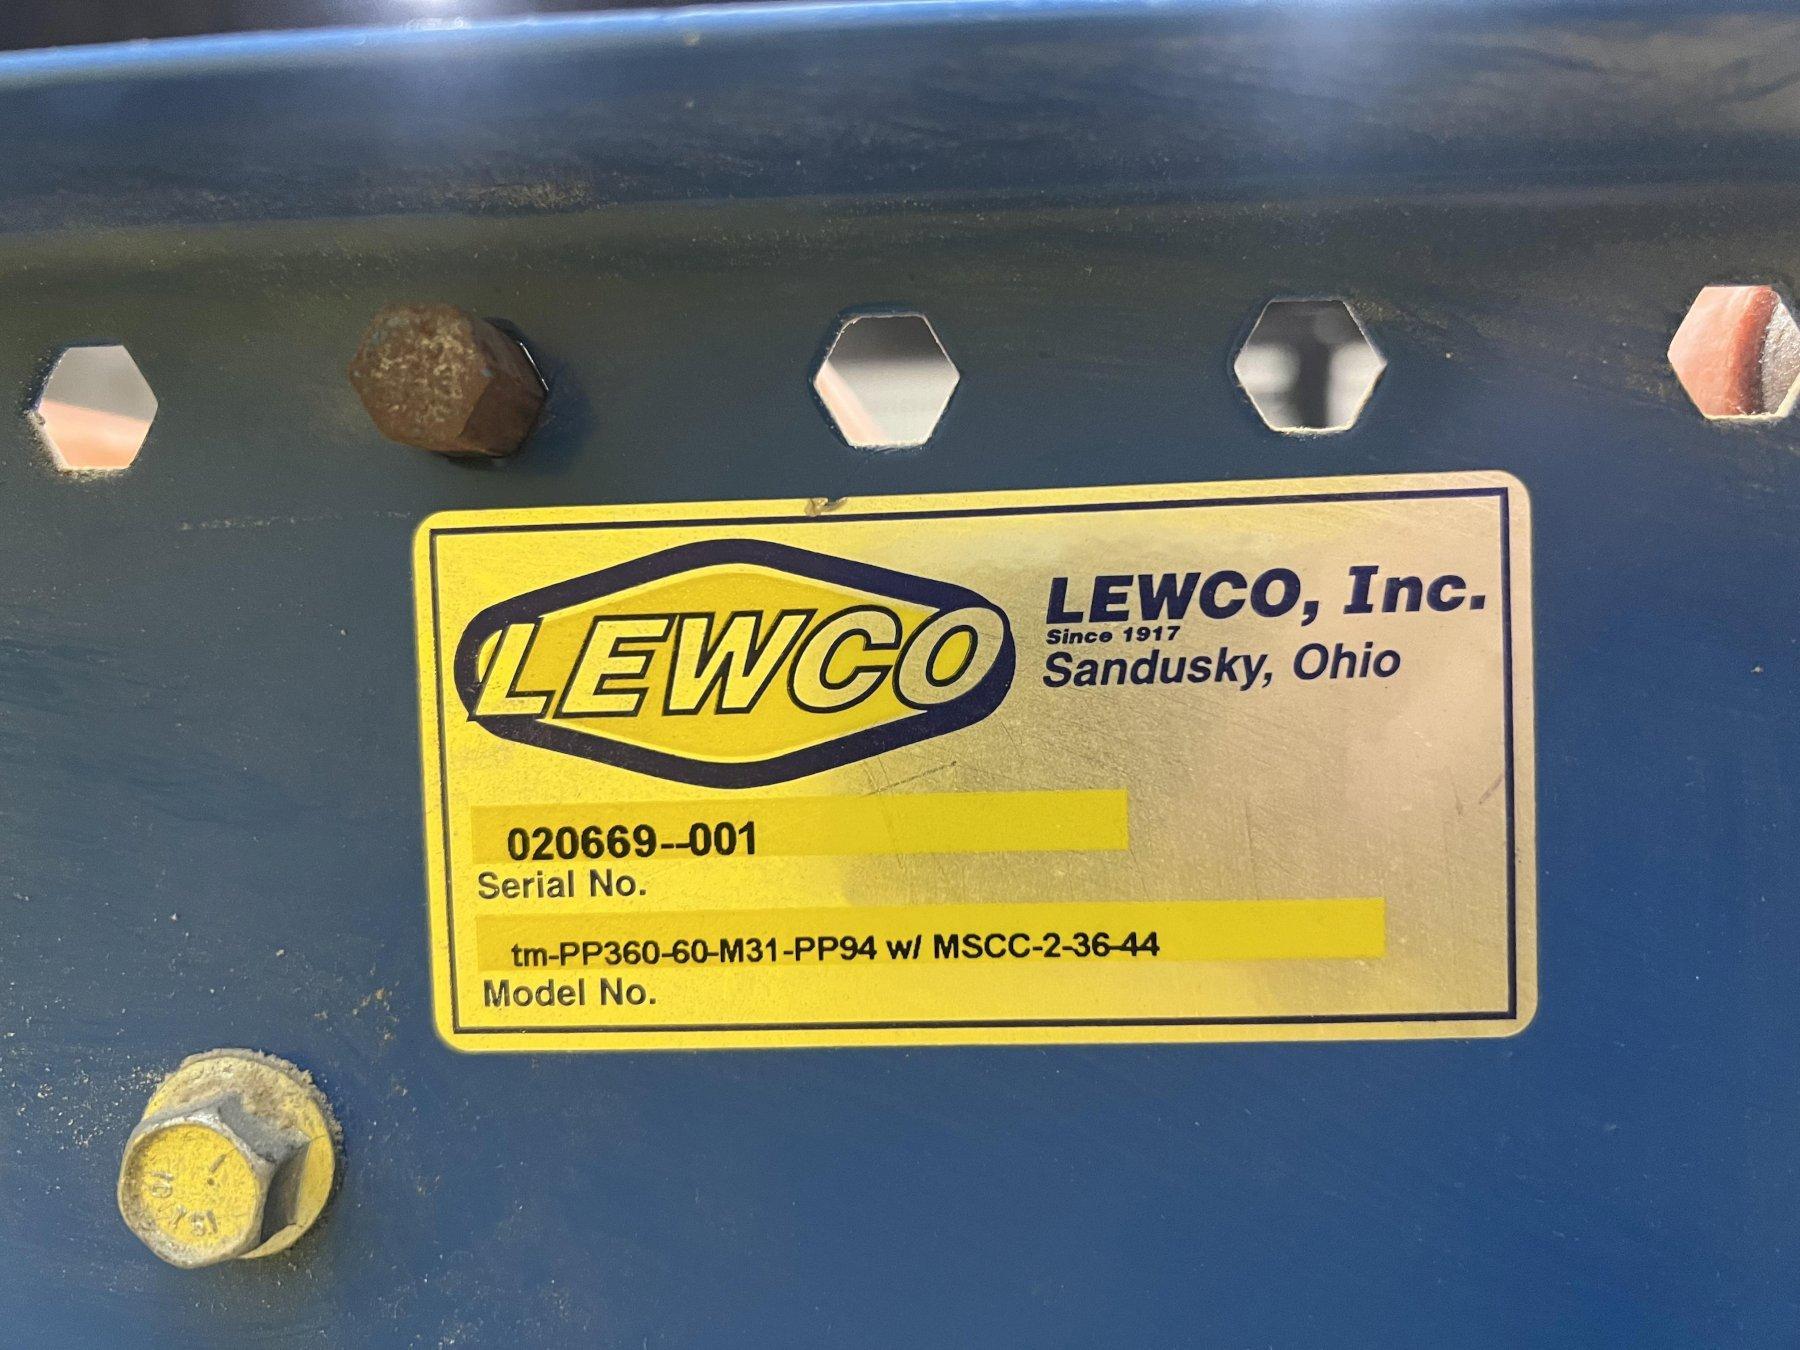 LEWCO
LEWCO, Inc.
Since 1917
Sandusky, Ohio
020669--001
Serial No.
tm-PP360-60-M31-PP94 w/ MSCC-2-36-44
Model No.